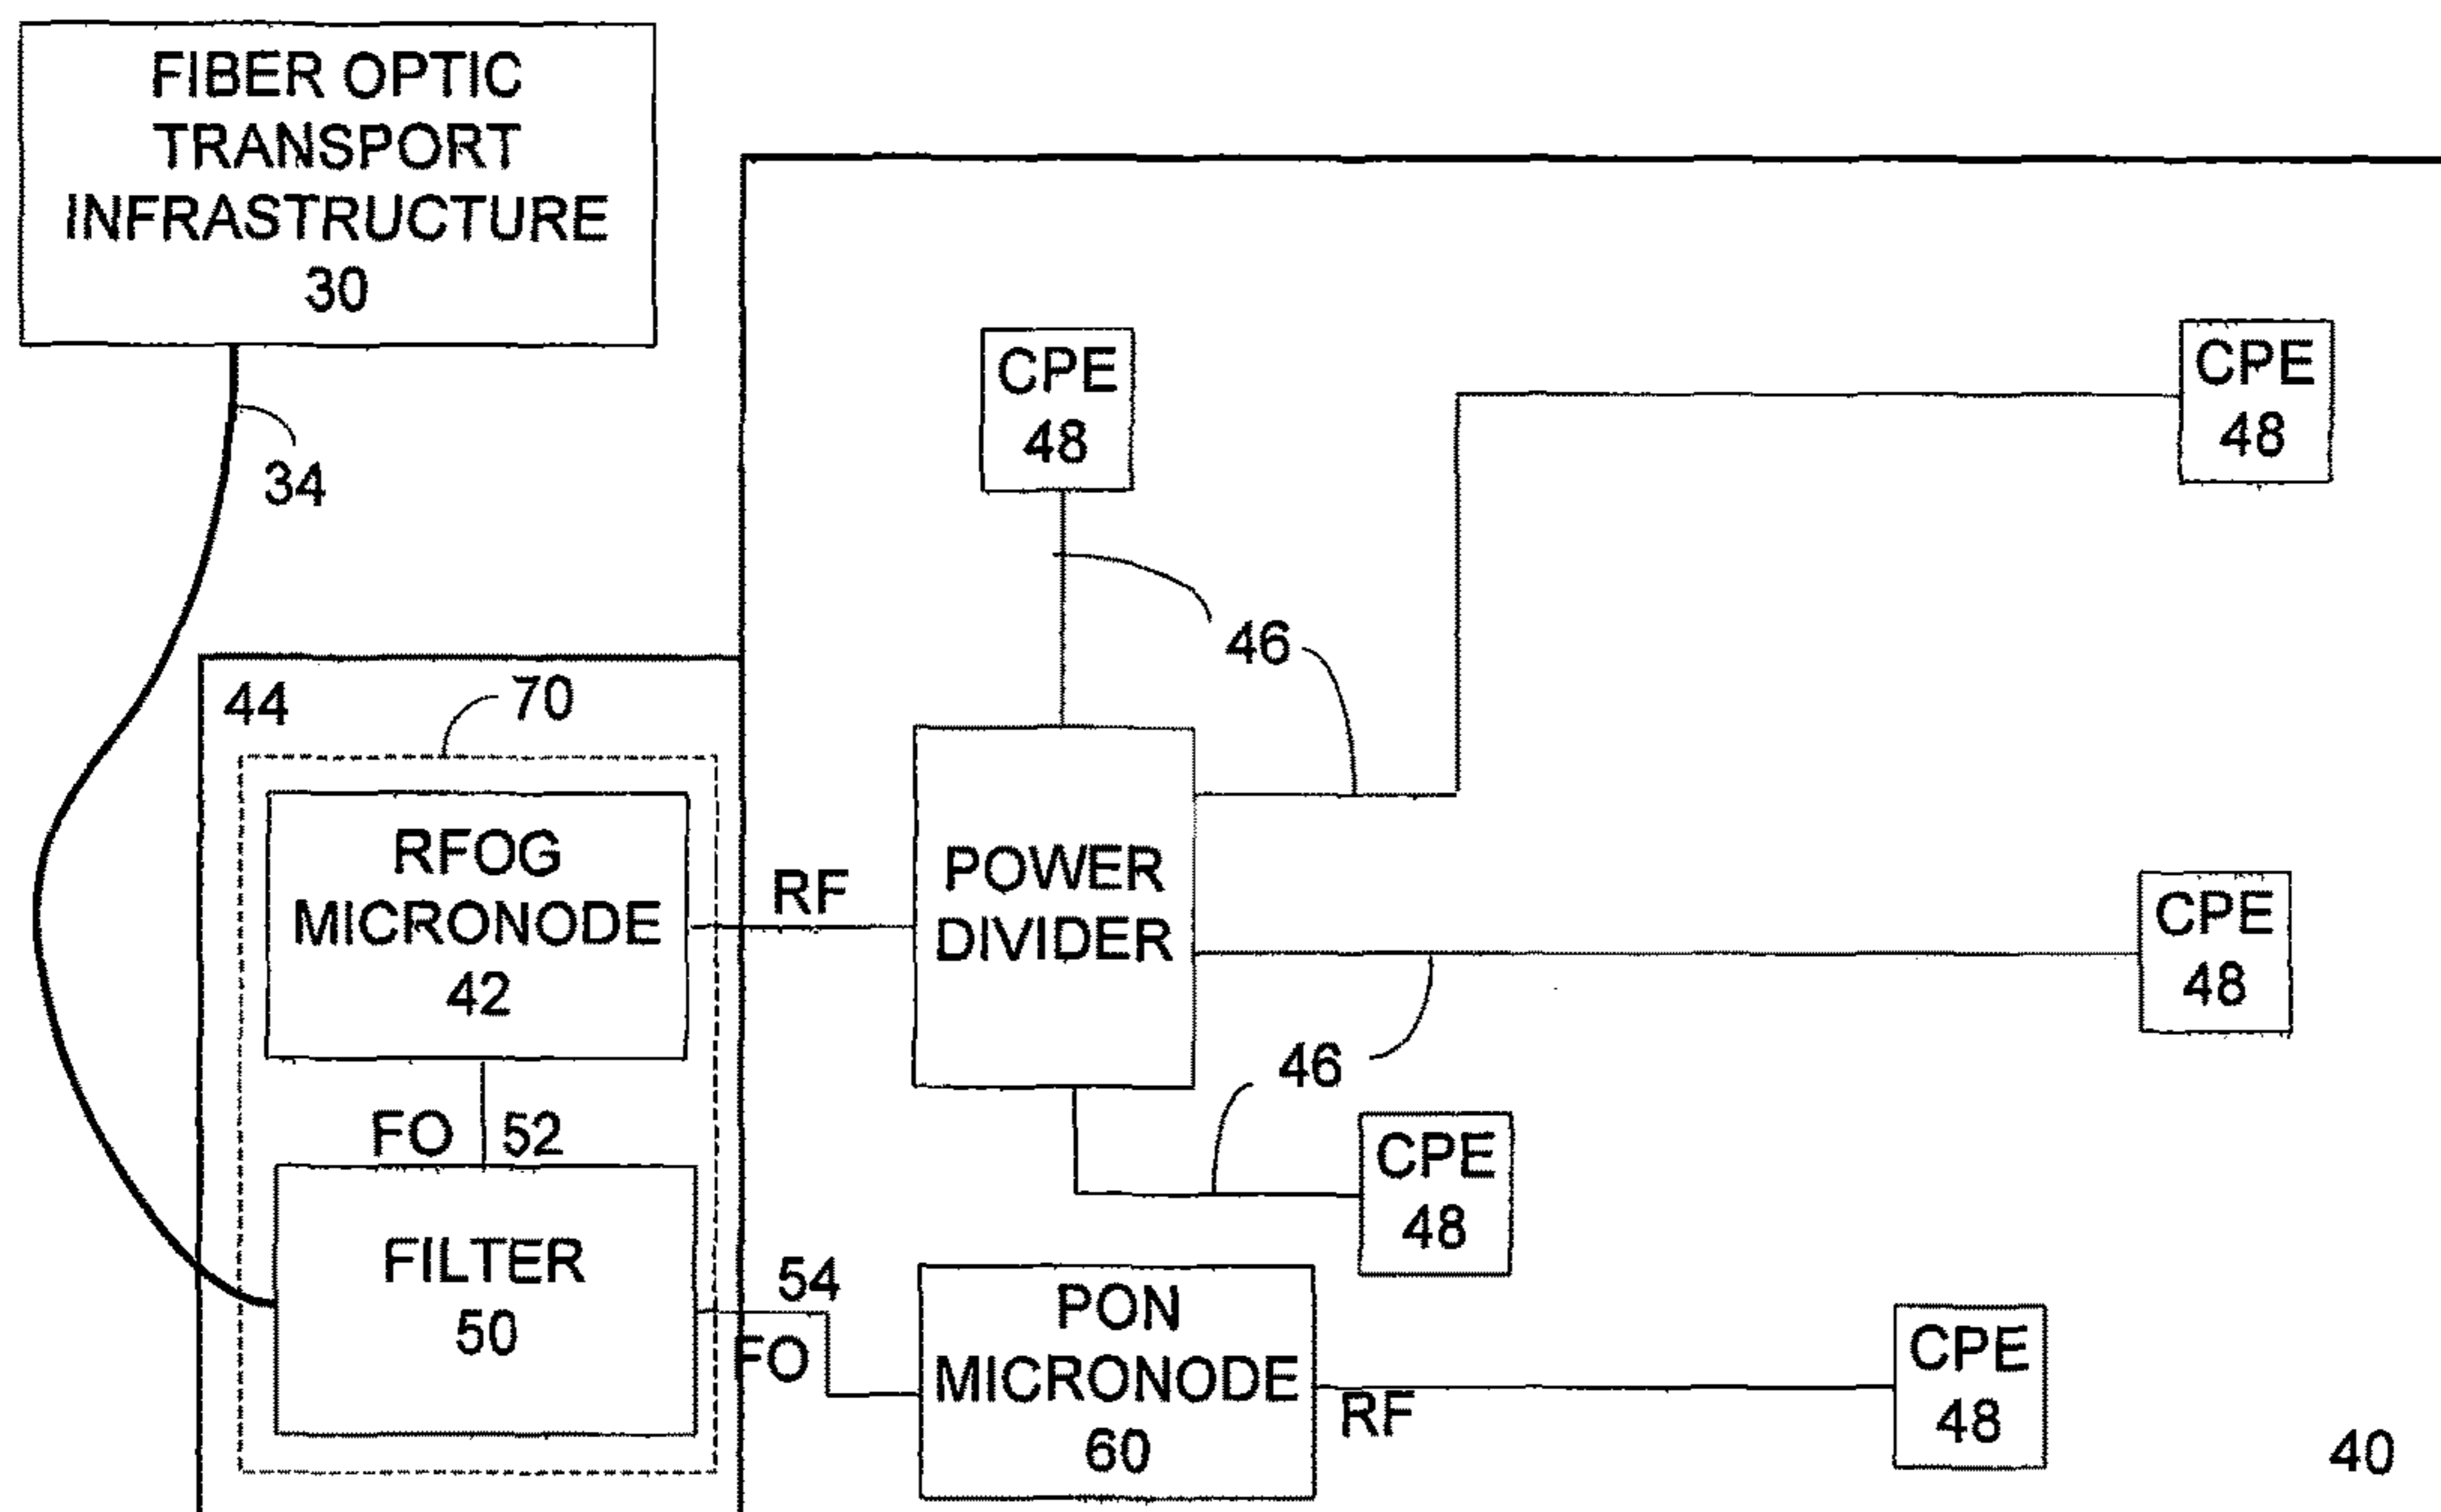 FIBER OPTIC
TRANSPORT
INFRASTRUCTURE
30
34
CPE
48
CPE
48
46
44
70
RFOG
MICRONODE
42
RF
POWER
DIVIDER
CPE
48
46
FO 52
CPE
48
FILTER
50
54
FO
PON
MICRONODE
60
RF
CPE
48
40